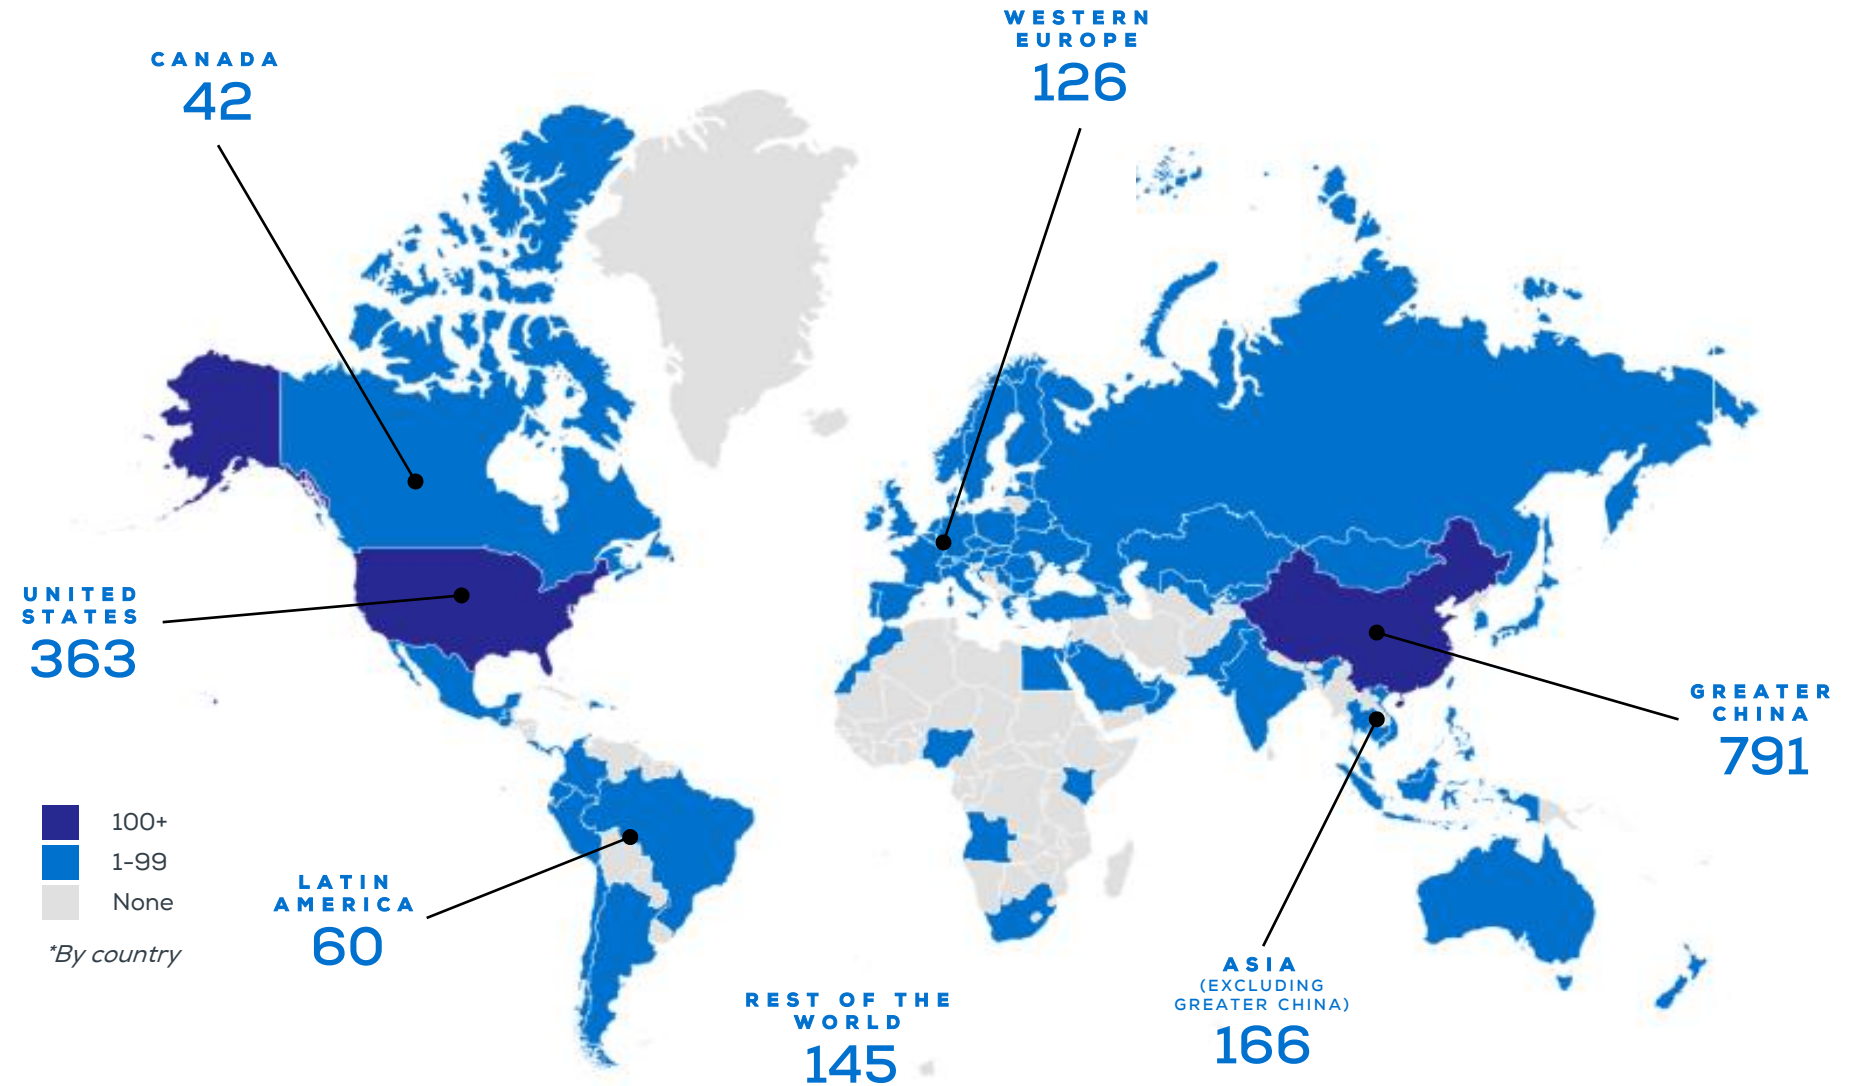 WESTERN
EUROPE
126
CANADA
42
UNITED
STATES
363
GREATER
CHINA
791
100+
1-99
None
*By country
LATIN
AMERICA
60
REST OF THE
WORLD
145
ASIA
(EXCLUDING
GREATER CHINA)
166